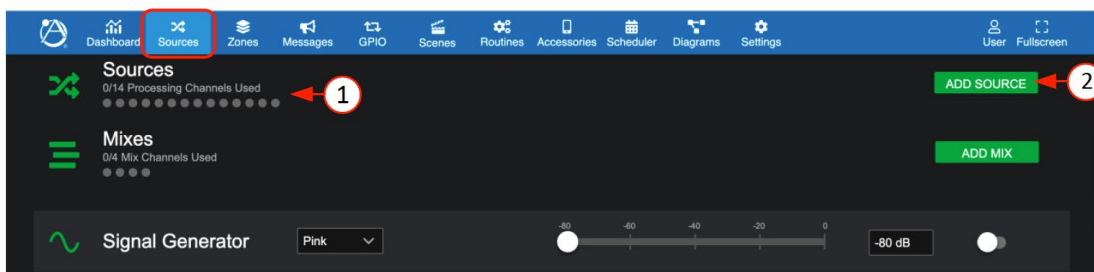 Dashboard Sources Zones Messages GPIO Scenes Routines Accessories Scheduler Diagrams Settings User Fullscreen
Sources
0/14 Processing Channels Used
1
ADD SOURCE
2
Mixes
0/4 Mix Channels Used
ADD MIX
Signal Generator
Pink
-80 -60 -40 -20 0
-80 dB